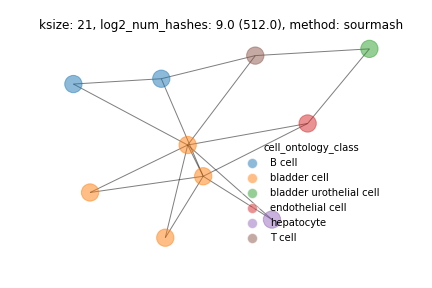 ksize: 21, log2_num_hashes: 9.0 (512.0), method: sourmash
cell_ontology_class
B cell
bladder cell
bladder urothelial cell
endothelial cell
hepatocyte
T cell